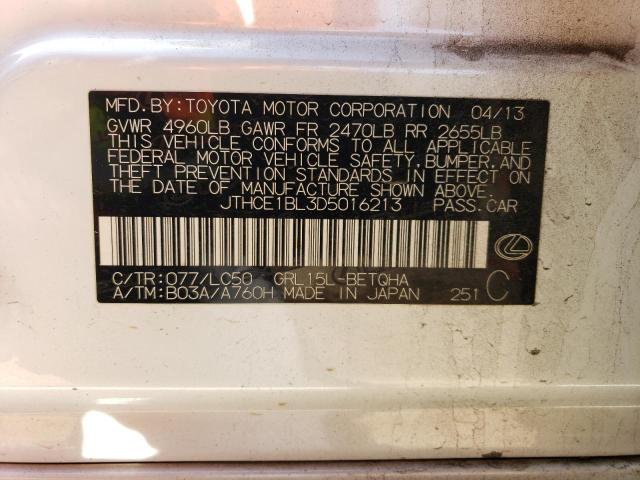 MFD.BY:TOYOTA MOTOR CORPORATION 04/13
GVWR 4960LB GAWR FR 2470LB RR 2655LB
THIS VEHICLE CONFORMS TO ALL APPLICABLE
FEDERAL MOTOR VEHICLE SAFETY,BUMPER,AND
THEFT PREVENTION STANDARDS IN EFFECT ON
THE DATE OF MANUFACTURE SHOWN ABOVE.
JTHCE1BL3D5016213 PASS.CAR
C/TR:077/LC50 GRL15L-BETQHA
A/TM:B03A/A760H MADE IN JAPAN 251 C